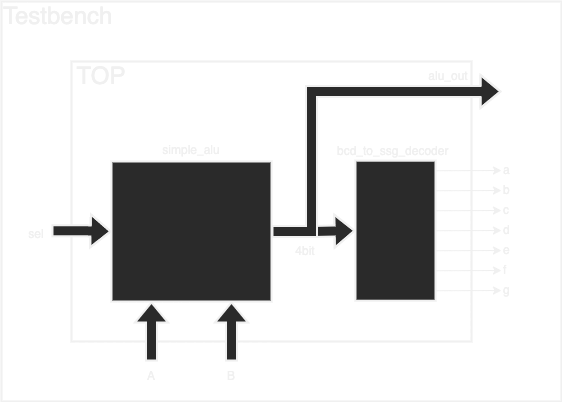 Testbench
TOP
alu_out
simple_alu
bcd_to_ssg_decoder
a
b
c
sel
d
4bit
e
f
g
A
B